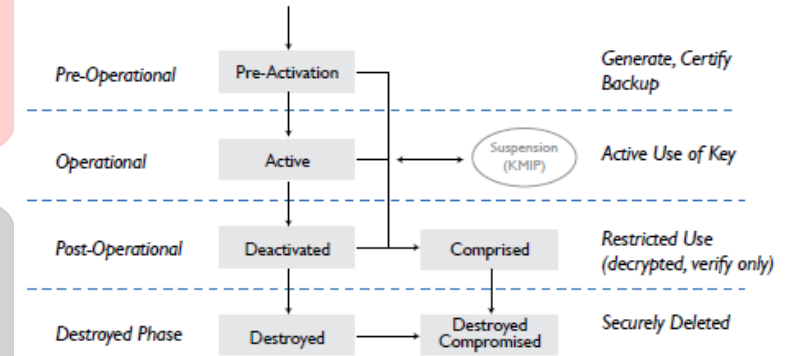 Pre-Operational
Pre-Activation
Generate, Certify
Backup
Operational
Active
Suspension
(KMIP)
Active Use of Key
Post-Operational
Deactivated
Comprised
Restricted Use
(decrypted, verify only)
Destroyed Phase
Destroyed
Destroyed
Compromised
Securely Deleted